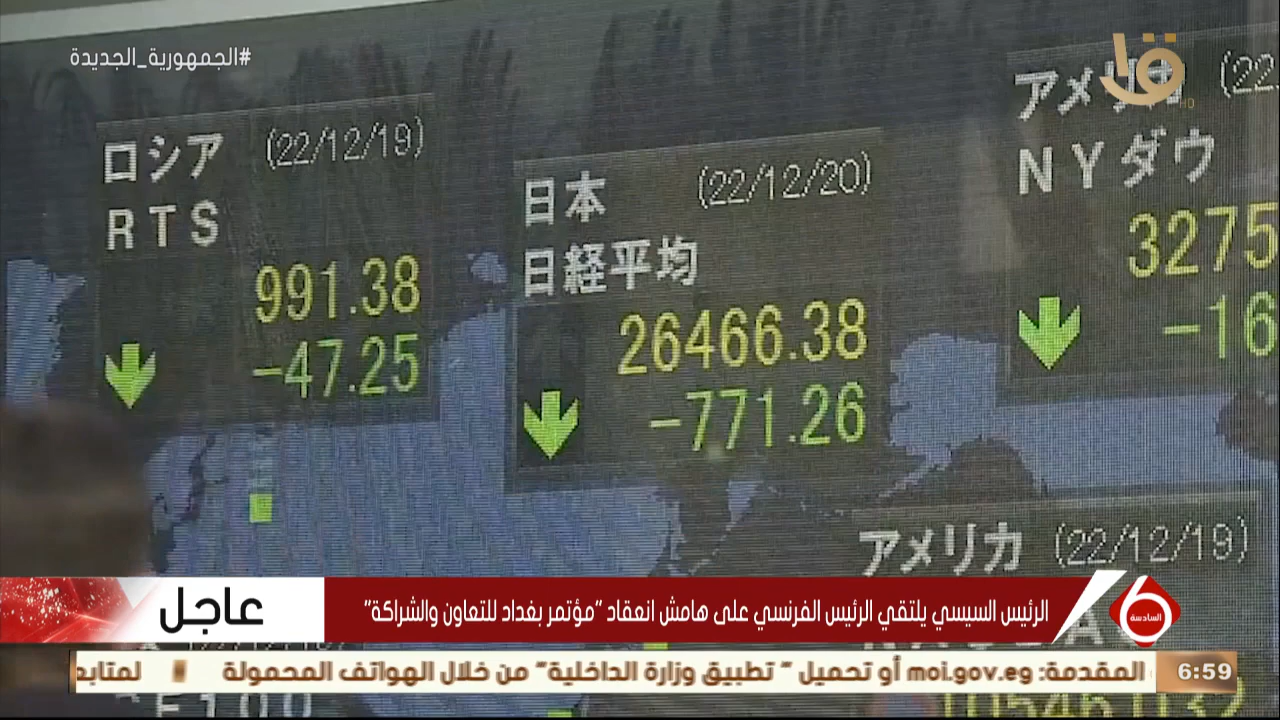 #الجمهورية_الجديدة
ロシア (22/12/19)
RTS
991.38
-47.25
日本 (22/12/20)
日経平均
26466.38
-771.26
アメリカ (22
NYダウ
3275
-16
アメリカ (22/12/19)
عاجل
الرئيس السيسي يلتقي الرئيس الفرنسي على هامش انعقاد "مؤتمر بغداد للتعاون والشراكة"
السادسة
المقدمة: moi.gov.eg أو تحميل " تطبيق وزارة الداخلية" من خلال الهواتف المحمولة
6:59